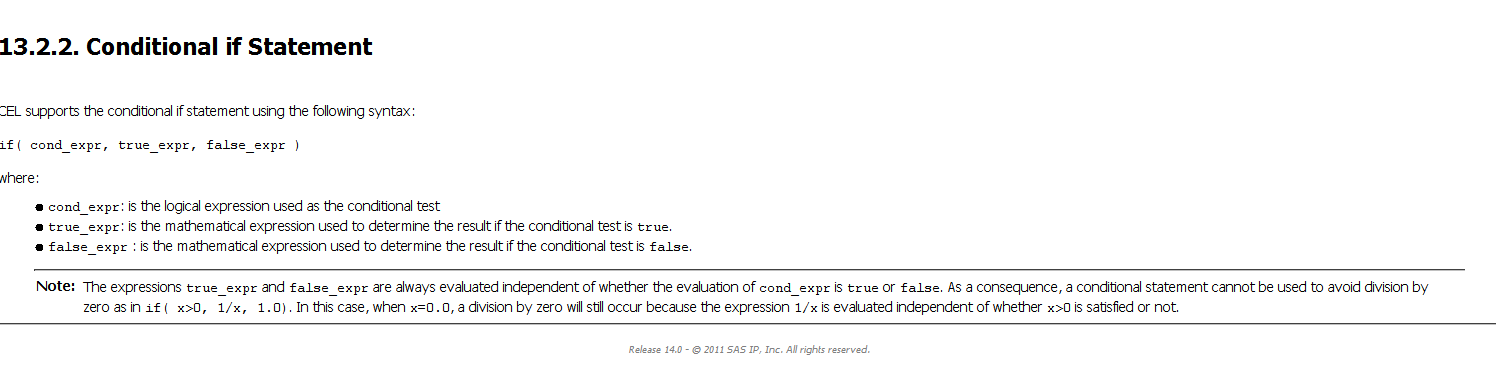 13.2.2. Conditional if Statement
CEL supports the conditional if statement using the following syntax:
if( cond_expr, true_expr, false_expr )
where:
● cond_expr: is the logical expression used as the conditional test
● true_expr: is the mathematical expression used to determine the result if the conditional test is true.
● false_expr : is the mathematical expression used to determine the result if the conditional test is false.
Note: The expressions true_expr and false_expr are always evaluated independent of whether the evaluation of cond_expr is true or false. As a consequence, a conditional statement cannot be used to avoid division by
zero as in if( x>0, 1/x, 1.0). In this case, when x=0.0, a division by zero will still occur because the expression 1/x is evaluated independent of whether x>0 is satisfied or not.
Release 14.0 - © 2011 SAS IP, Inc. All rights reserved.